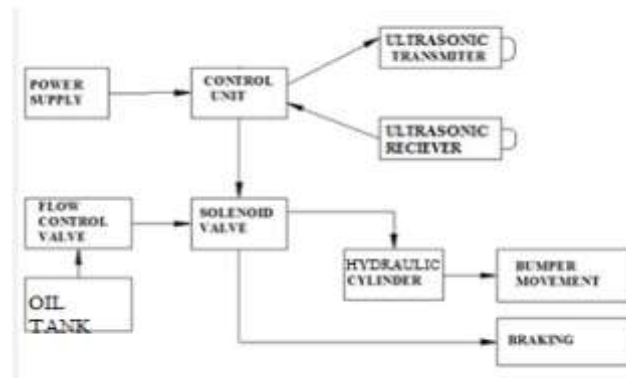 ULTRASONIC
TRANSMITER
POWER
SUPPLY
CONTROL
UNIT
ULTRASONIC
RECIEVER
FLOW
CONTROL
VALVE
SOLENOID
VALVE
HYDRAULIC
CYLINDER
BUMPER
MOVEMENT
OIL
TANK
BRAKING